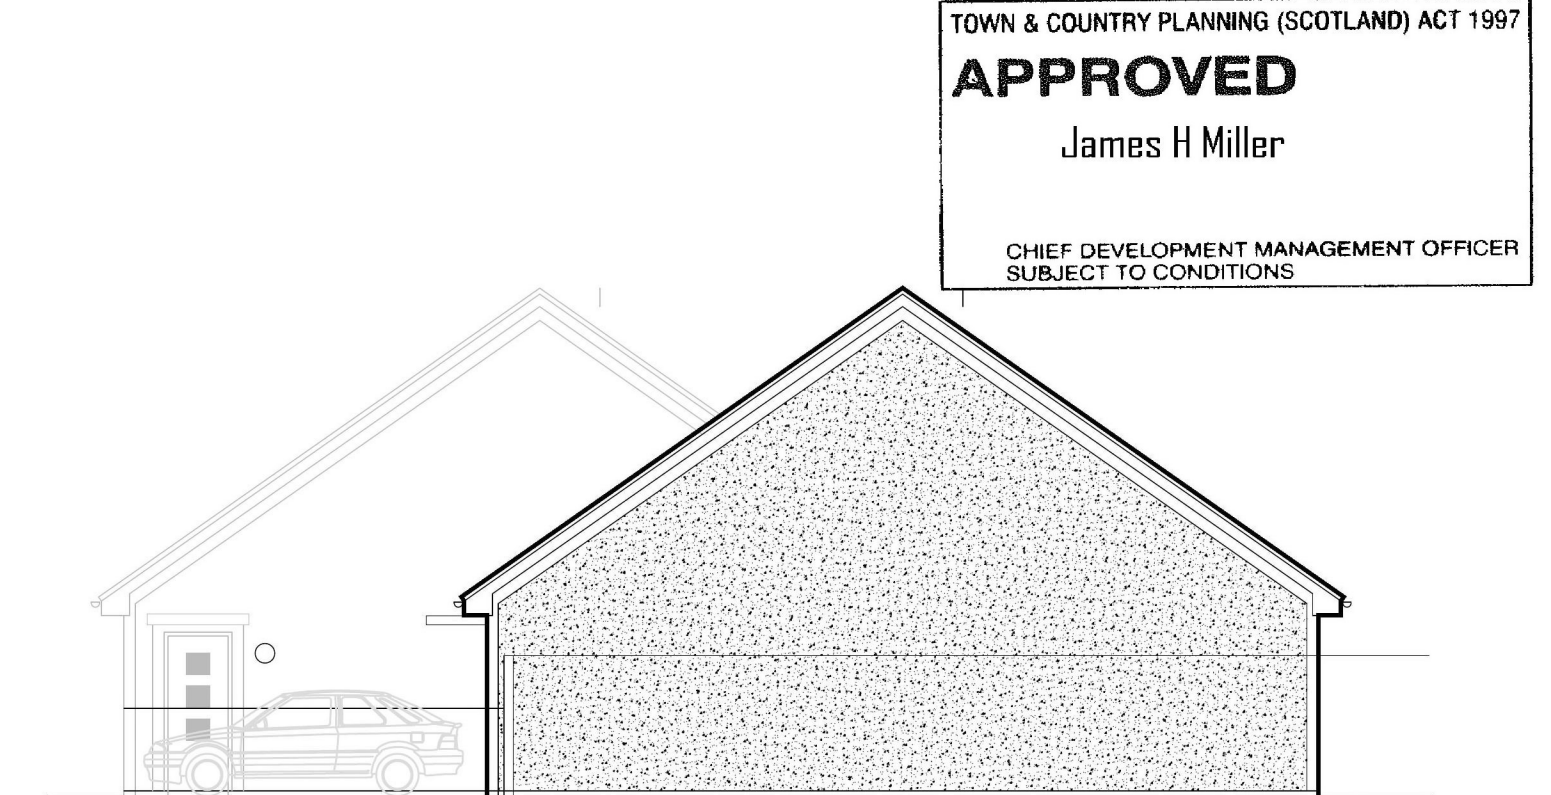 TOWN & COUNTRY PLANNING (SCOTLAND) ACT 1997
APPROVED
James H Miller
CHIEF DEVELOPMENT MANAGEMENT OFFICER
SUBJECT TO CONDITIONS